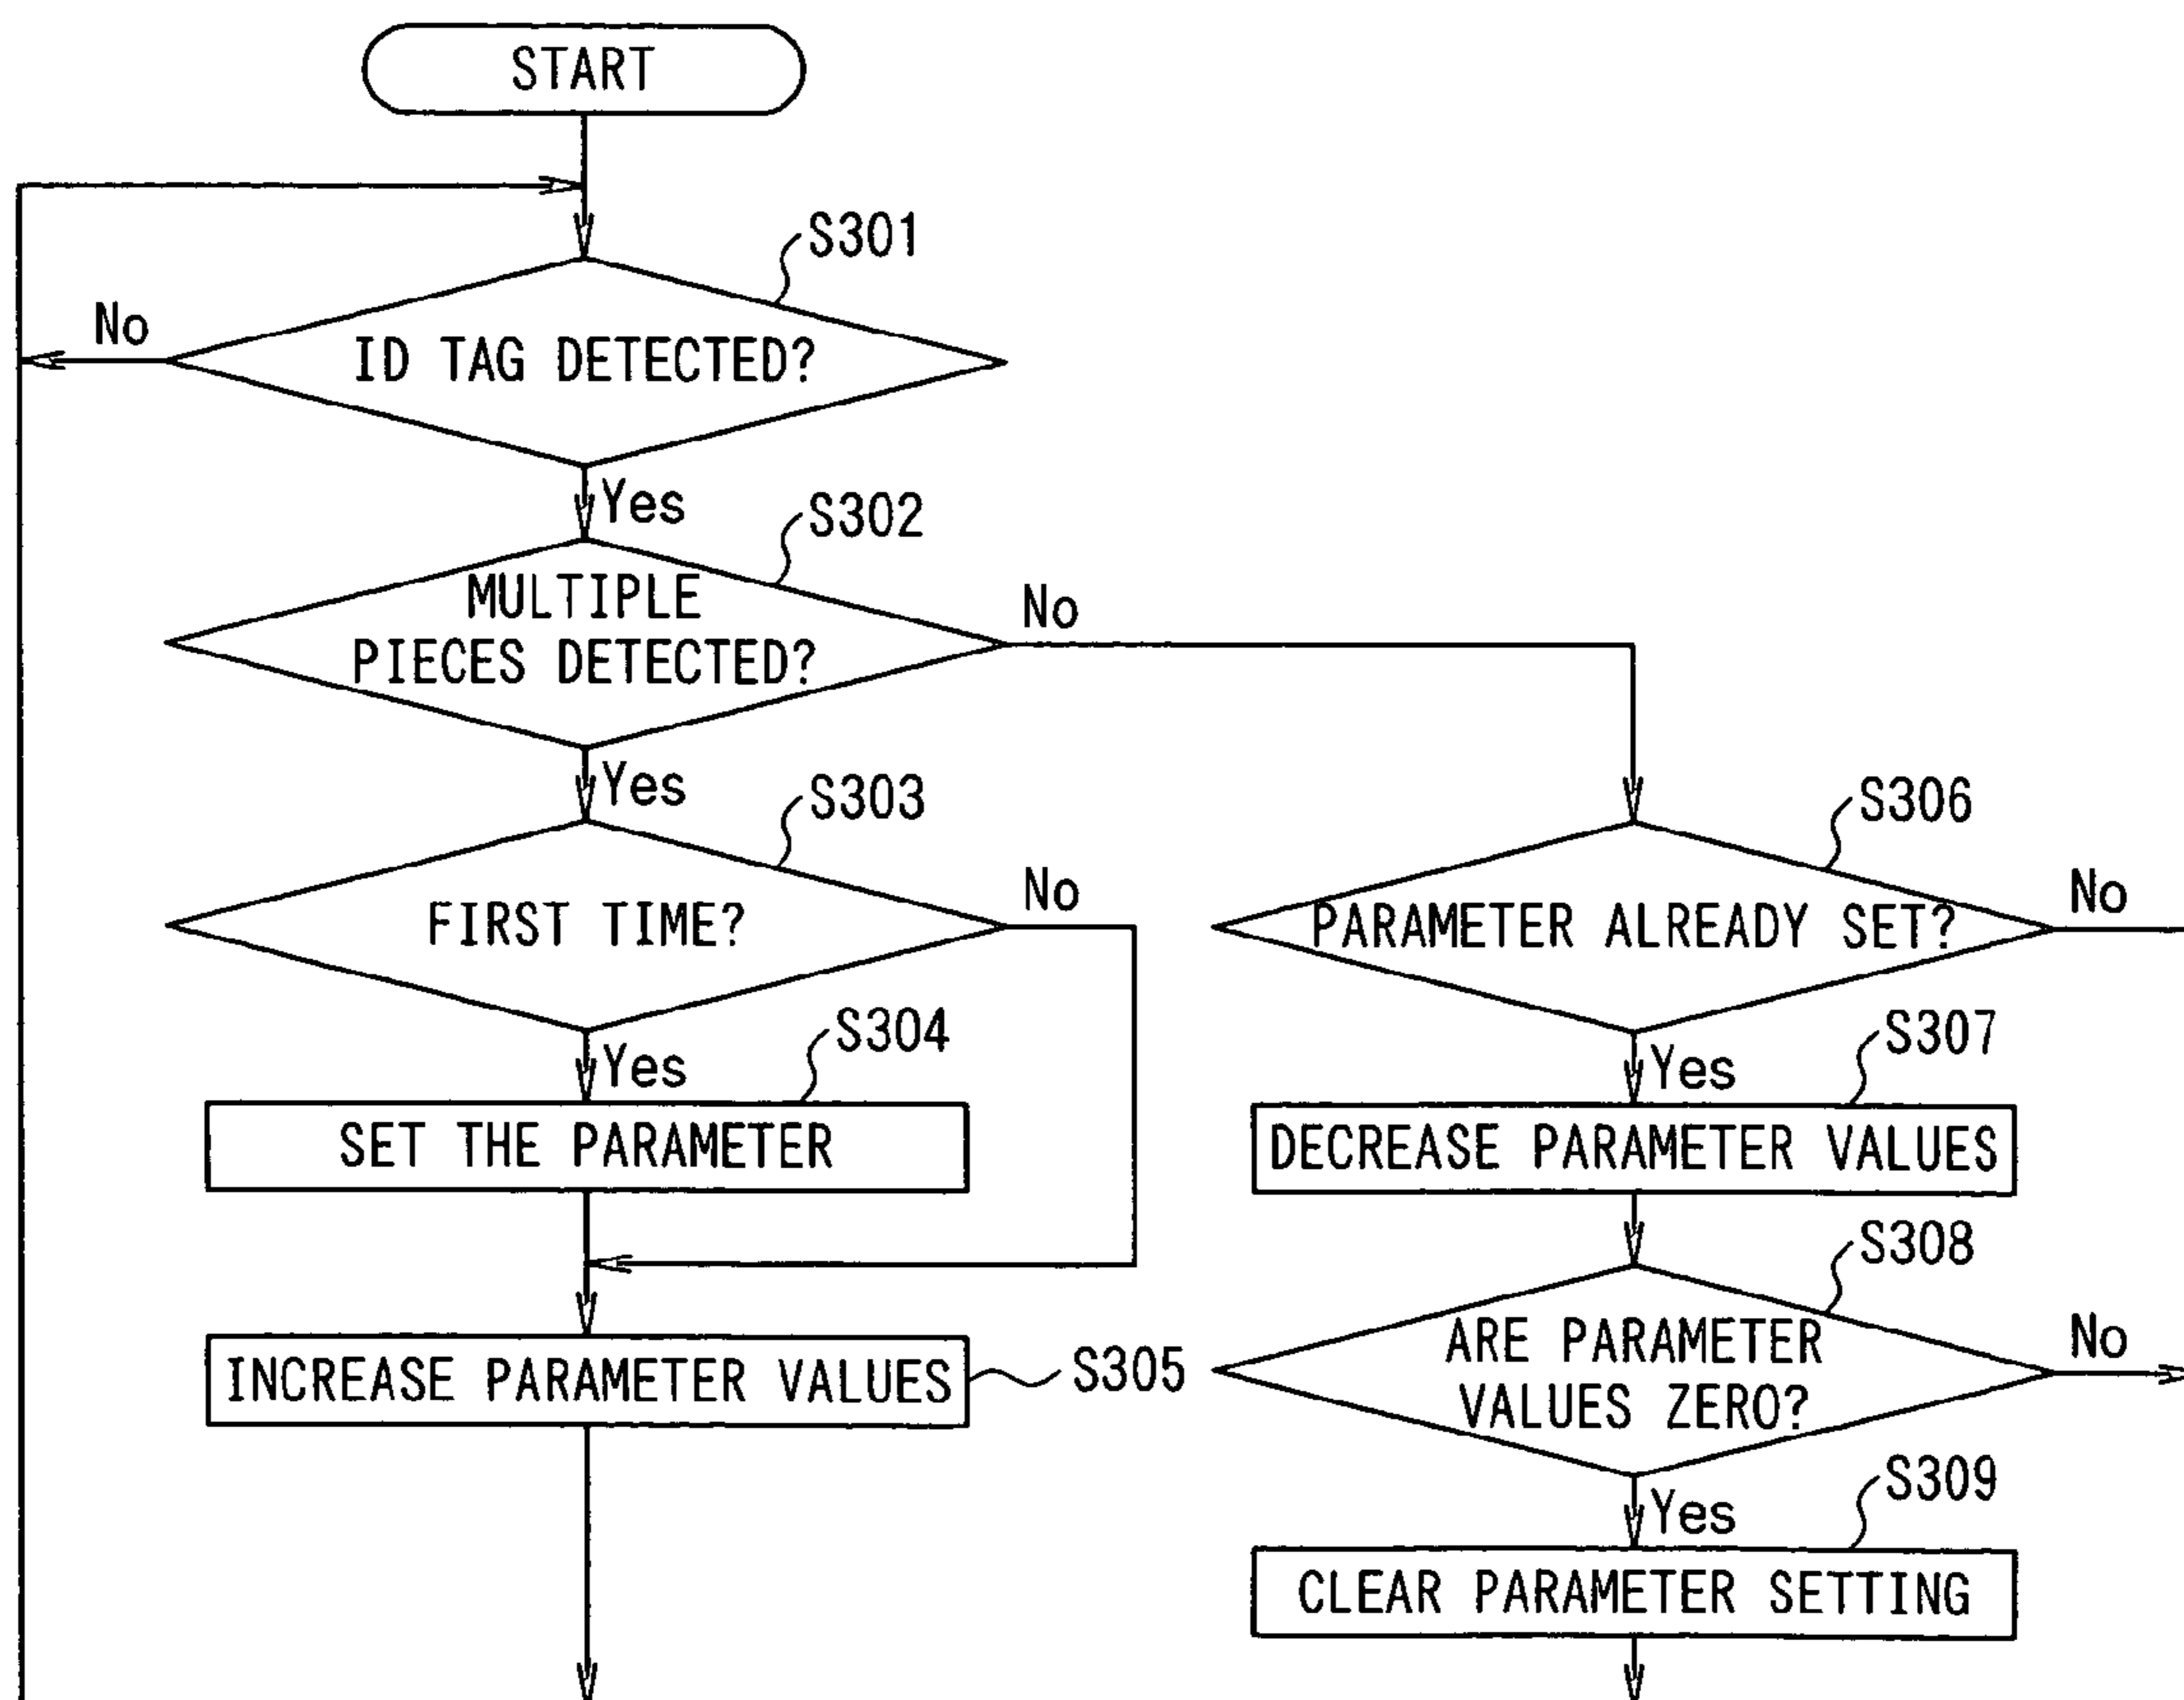 START
S301
No
ID TAG DETECTED?
Yes
S302
MULTIPLE
PIECES DETECTED?
No
Yes
S303
FIRST TIME?
No
S306
PARAMETER ALREADY SET?
No
Yes
S304
SET THE PARAMETER
Yes
S307
DECREASE PARAMETER VALUES
S308
ARE PARAMETER
VALUES ZERO?
No
INCREASE PARAMETER VALUES
S305
Yes
S309
CLEAR PARAMETER SETTING